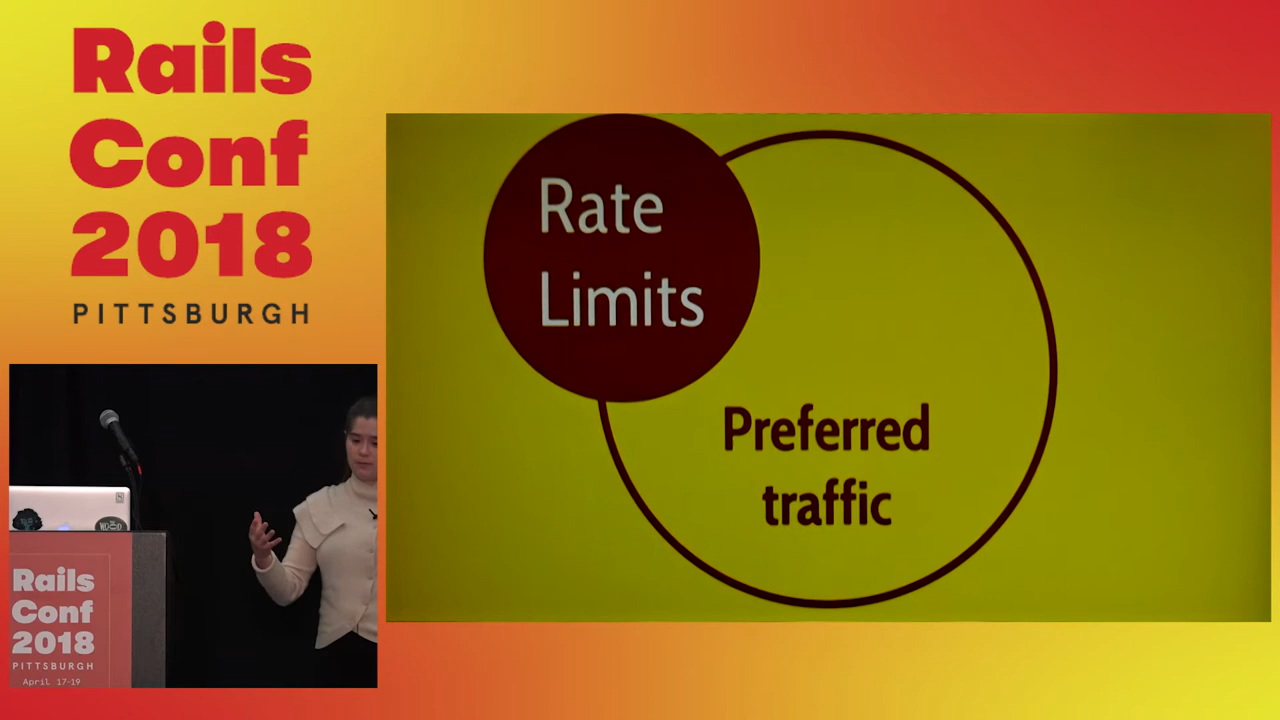 Rails
Conf
2018
PITTSBURGH
Rate
Limits
Preferred
traffic
Rails
Conf
2018
PITTSBURGH
April 17-19